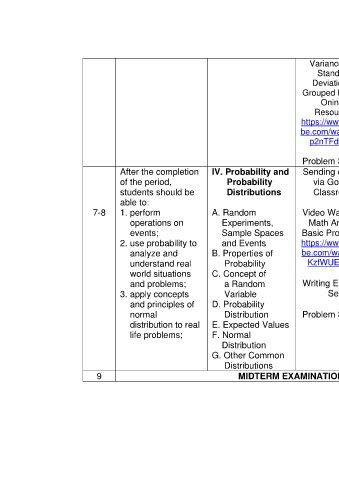 Varianc
Stand
Deviati
Grouped
Onin
Resou
https://ww
be.com/wa
p2nTFd
Problem S
After the completion
of the period,
students should be
able to:
1. perform
operations on
events;
2. use probability to
analyze and
understand real
world situations
and problems;
3. apply concepts
and principles of
normal
distribution to real
life problems;
7-8
IV. Probability and
Probability
Distributions
A. Random
Experiments,
Sample Spaces
and Events
B. Properties of
Probability
C. Concept of
a Random
Variable
D. Probability
Distribution
E. Expected Values
F. Normal
Distribution
G. Other Common
Distributions
Sending
via Go
Classr
Video Wa
Math An
Basic Pro
https://ww
be.com/wa
KzfWUE
Writing E
Se
Problem S
9
MIDTERM EXAMINATIO